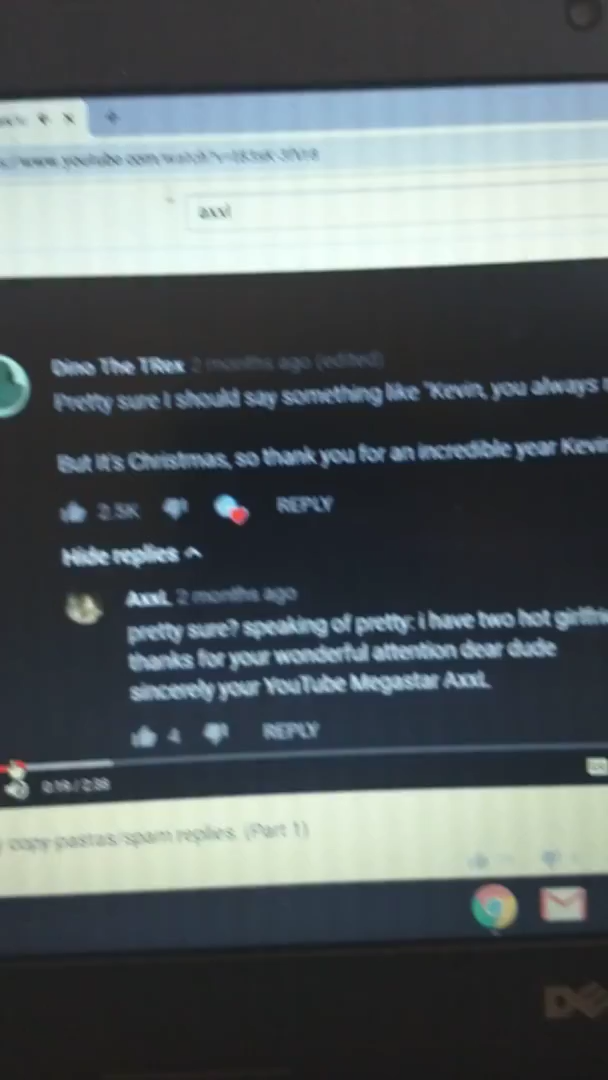 axxl
Dino The TRex 2 months ago (edited)
Pretty sure I should say something like "Kevin, you always
But It's Christmas, so thank you for an incredible year Kevin
2.5K REPLY
Hide replies
AxxL 2 months ago
pretty sure? speaking of pretty: i have two hot
thanks for your wonderful attention dear dude
sincerely your YouTube Megastar AxxL
4 REPLY
0:19 / 2:38
copy pastas/spam replies. (Part 1)